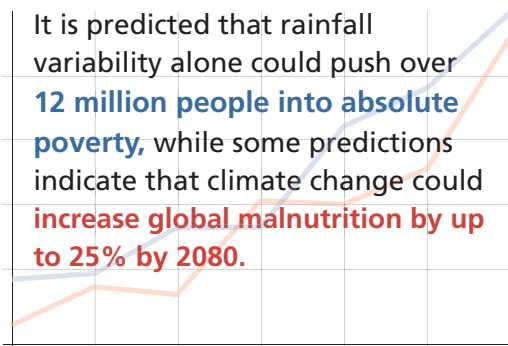 It is predicted that rainfall
variability alone could push over
12 million people into absolute
poverty, while some predictions
indicate that climate change could
increase global malnutrition by up
to 25% by 2080.